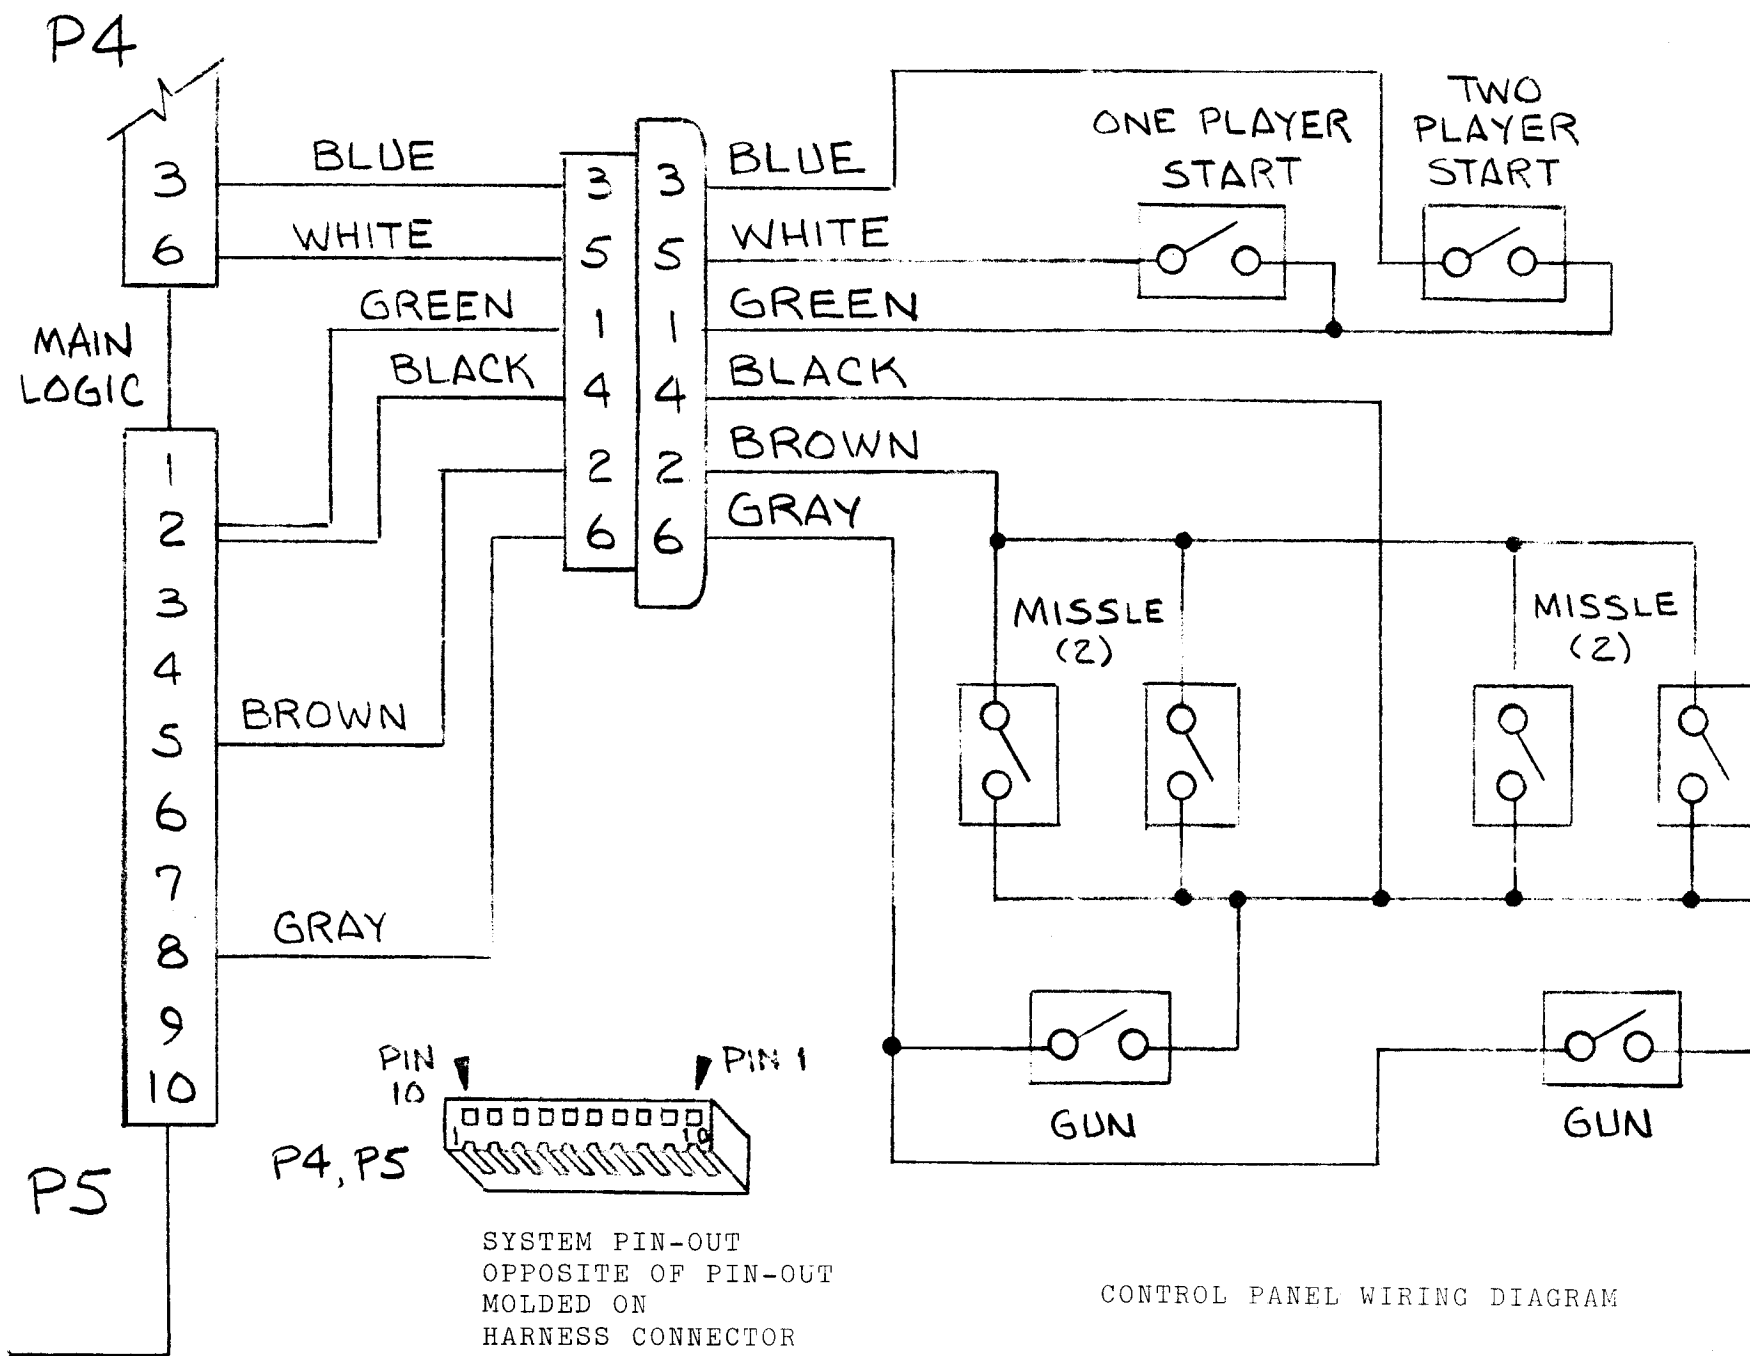 P4
3
6
BLUE
WHITE
GREEN
BLACK
MAIN
LOGIC
3
5
1
4
2
6
3
5
1
4
2
6
BLUE
WHITE
GREEN
BLACK
BROWN
GRAY
ONE PLAYER
START
TWO
PLAYER
START
1
2
3
4
5
6
7
8
9
10
BROWN
GRAY
MISSLE
(2)
MISSLE
(2)
GUN
GUN
PIN
10
PIN 1
1
10
P4, P5
P5
SYSTEM PIN-OUT
OPPOSITE OF PIN-OUT
MOLDED ON
HARNESS CONNECTOR
CONTROL PANEL WIRING DIAGRAM